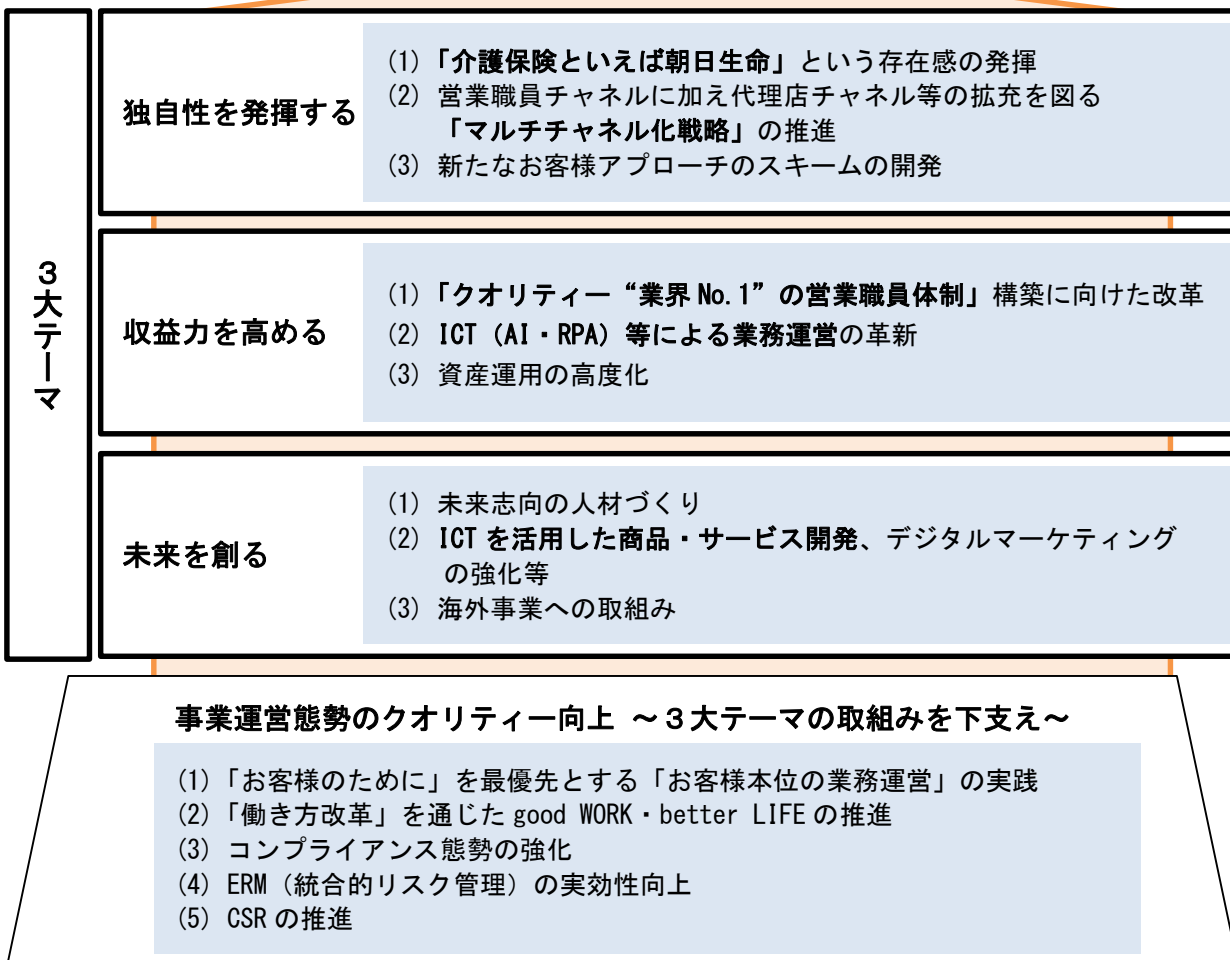 3大テーマ
独自性を発揮する
(1) 「介護保険といえば朝日生命」という存在感の発揮
(2) 営業職員チャネルに加え代理店チャネル等の拡充を図る
「マルチチャネル化戦略」の推進
(3) 新たなお客様アプローチのスキームの開発
収益力を高める
(1) 「クオリティー“業界 No.1”の営業職員体制」構築に向けた改革
(2) ICT（AI・RPA）等による業務運営の革新
(3) 資産運用の高度化
未来を創る
(1) 未来志向の人材づくり
(2) ICT を活用した商品・サービス開発、デジタルマーケティング
の強化等
(3) 海外事業への取組み
事業運営態勢のクオリティー向上 ～３大テーマの取組みを下支え～
(1) 「お客様のために」を最優先とする「お客様本位の業務運営」の実践
(2) 「働き方改革」を通じた good WORK・better LIFE の推進
(3) コンプライアンス態勢の強化
(4) ERM（統合的リスク管理）の実効性向上
(5) CSR の推進